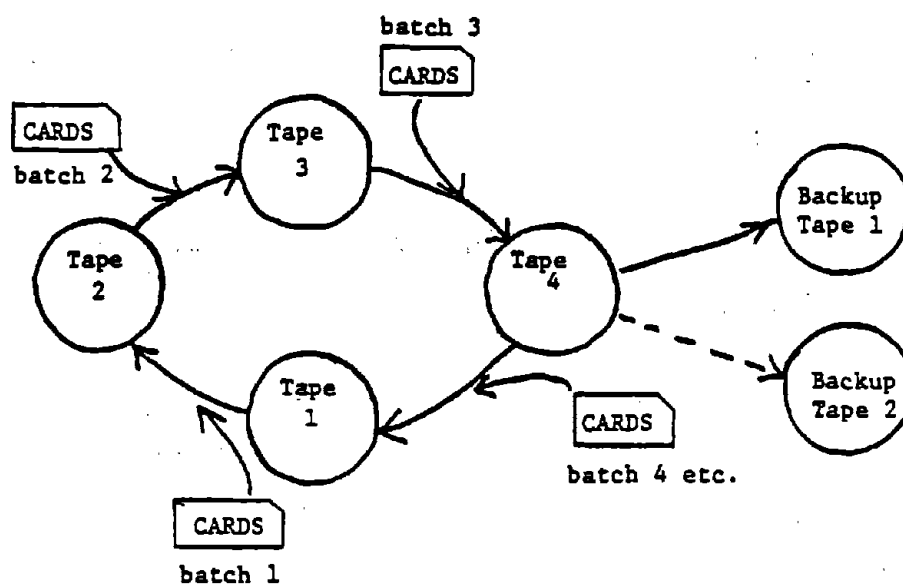 batch 3
CARDS
CARDS
batch 2
Tape
3
Backup
Tape 1
Tape
2
Tape
4
Tape
1
Backup
Tape 2
CARDS
batch 4 etc.
CARDS
batch 1